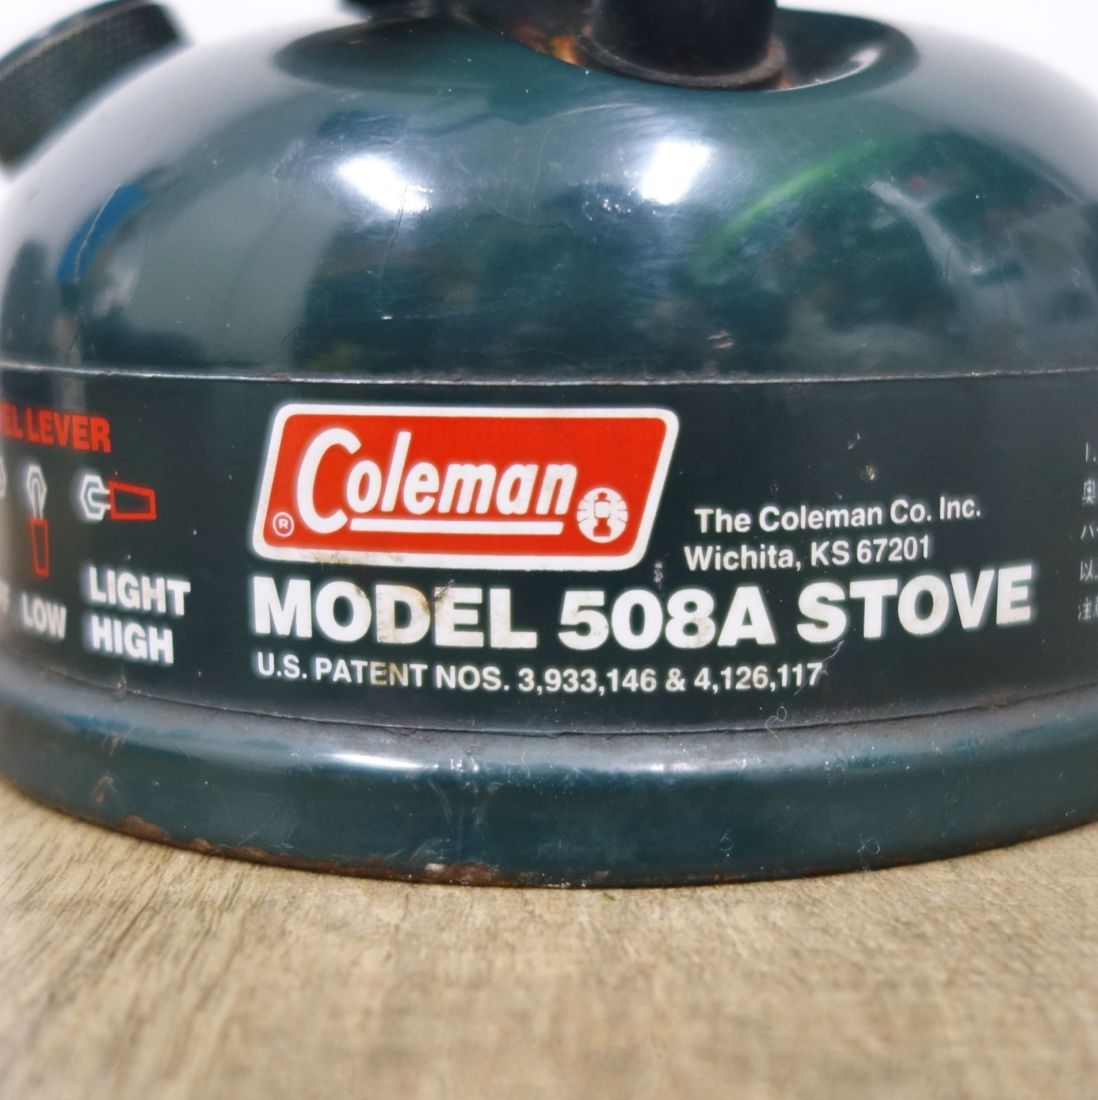 EL LEVER
LOW
LIGHT
HIGH
Coleman
®
The Coleman Co. Inc.
Wichita, KS 67201
MODEL 508A STOVE
U.S. PATENT NOS. 3,933,146 & 4,126,117